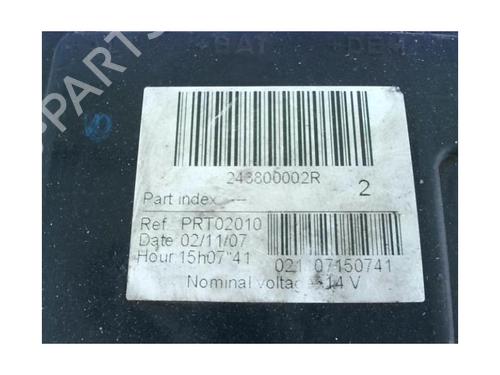 PARTS
BAT
DEM
243800002R
Part index ---
2
Ref. PRT02010
Date 02/11/07
Hour 15h07"41
021 07150741
Nominal voltage 14 V